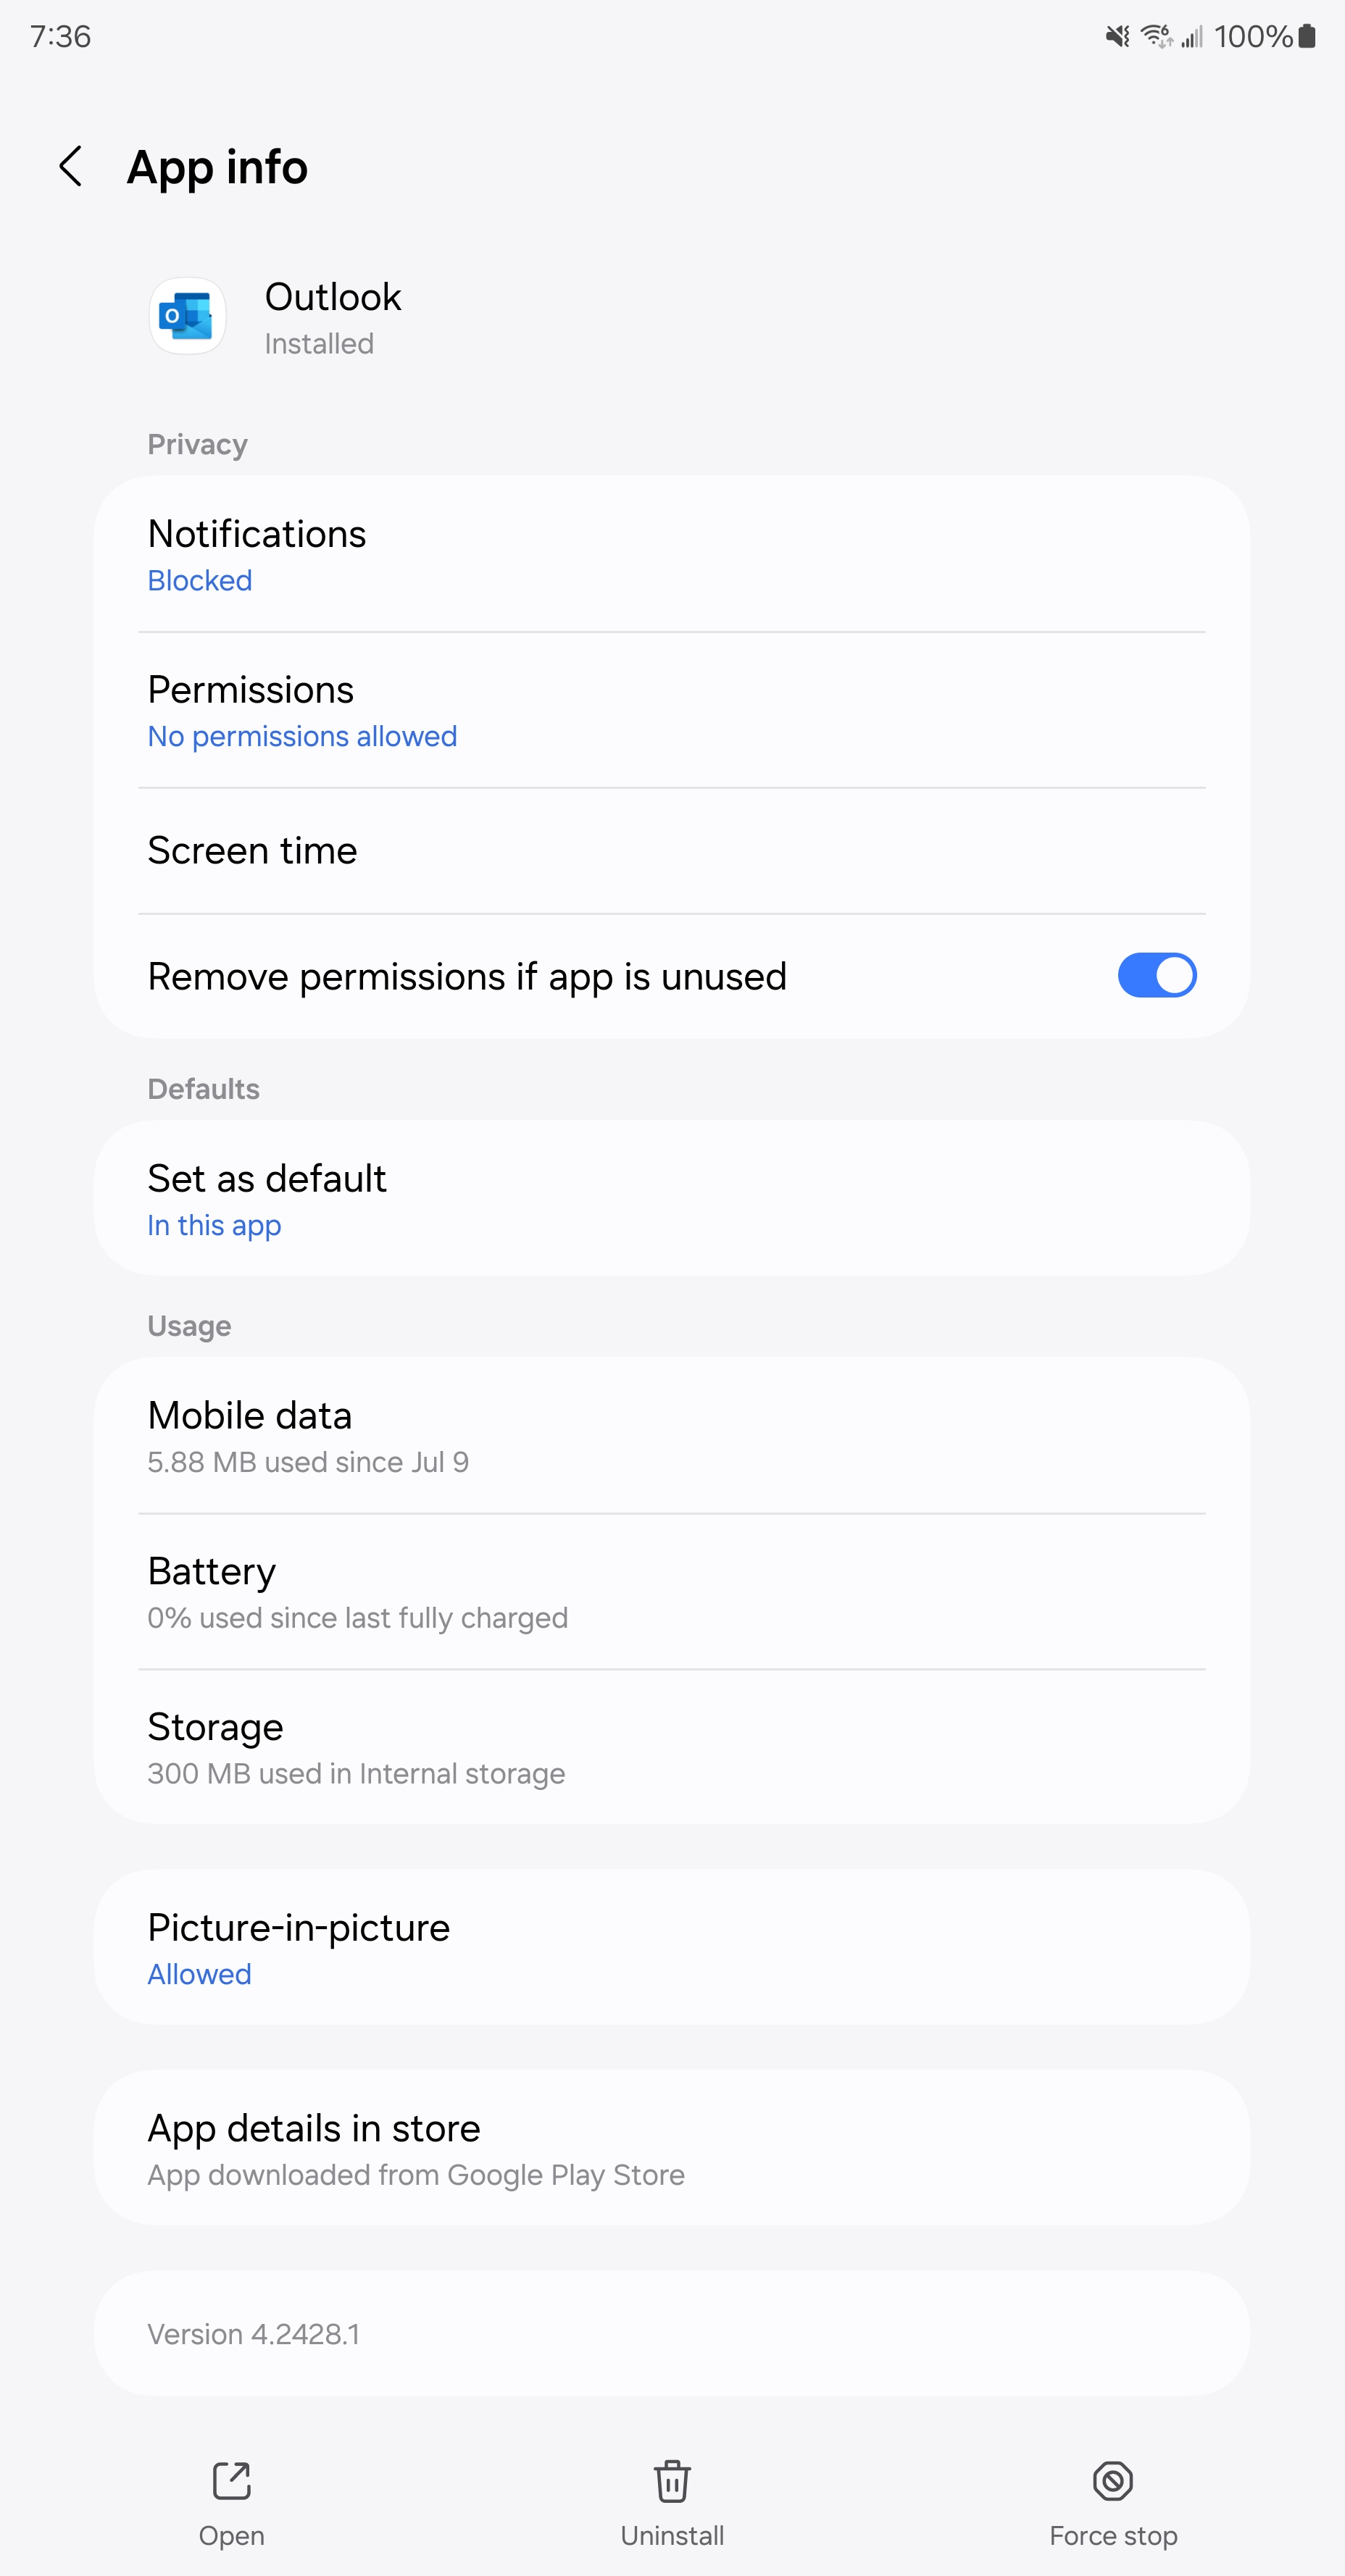 7:36
100%
App info
Outlook
Installed
Privacy
Notifications
Blocked
Permissions
No permissions allowed
Screen time
Remove permissions if app is unused
Defaults
Set as default
In this app
Usage
Mobile data
5.88 MB used since Jul 9
Battery
0% used since last fully charged
Storage
300 MB used in Internal storage
Picture-in-picture
Allowed
App details in store
App downloaded from Google Play Store
Version 4.2428.1
Open
Uninstall
Force stop